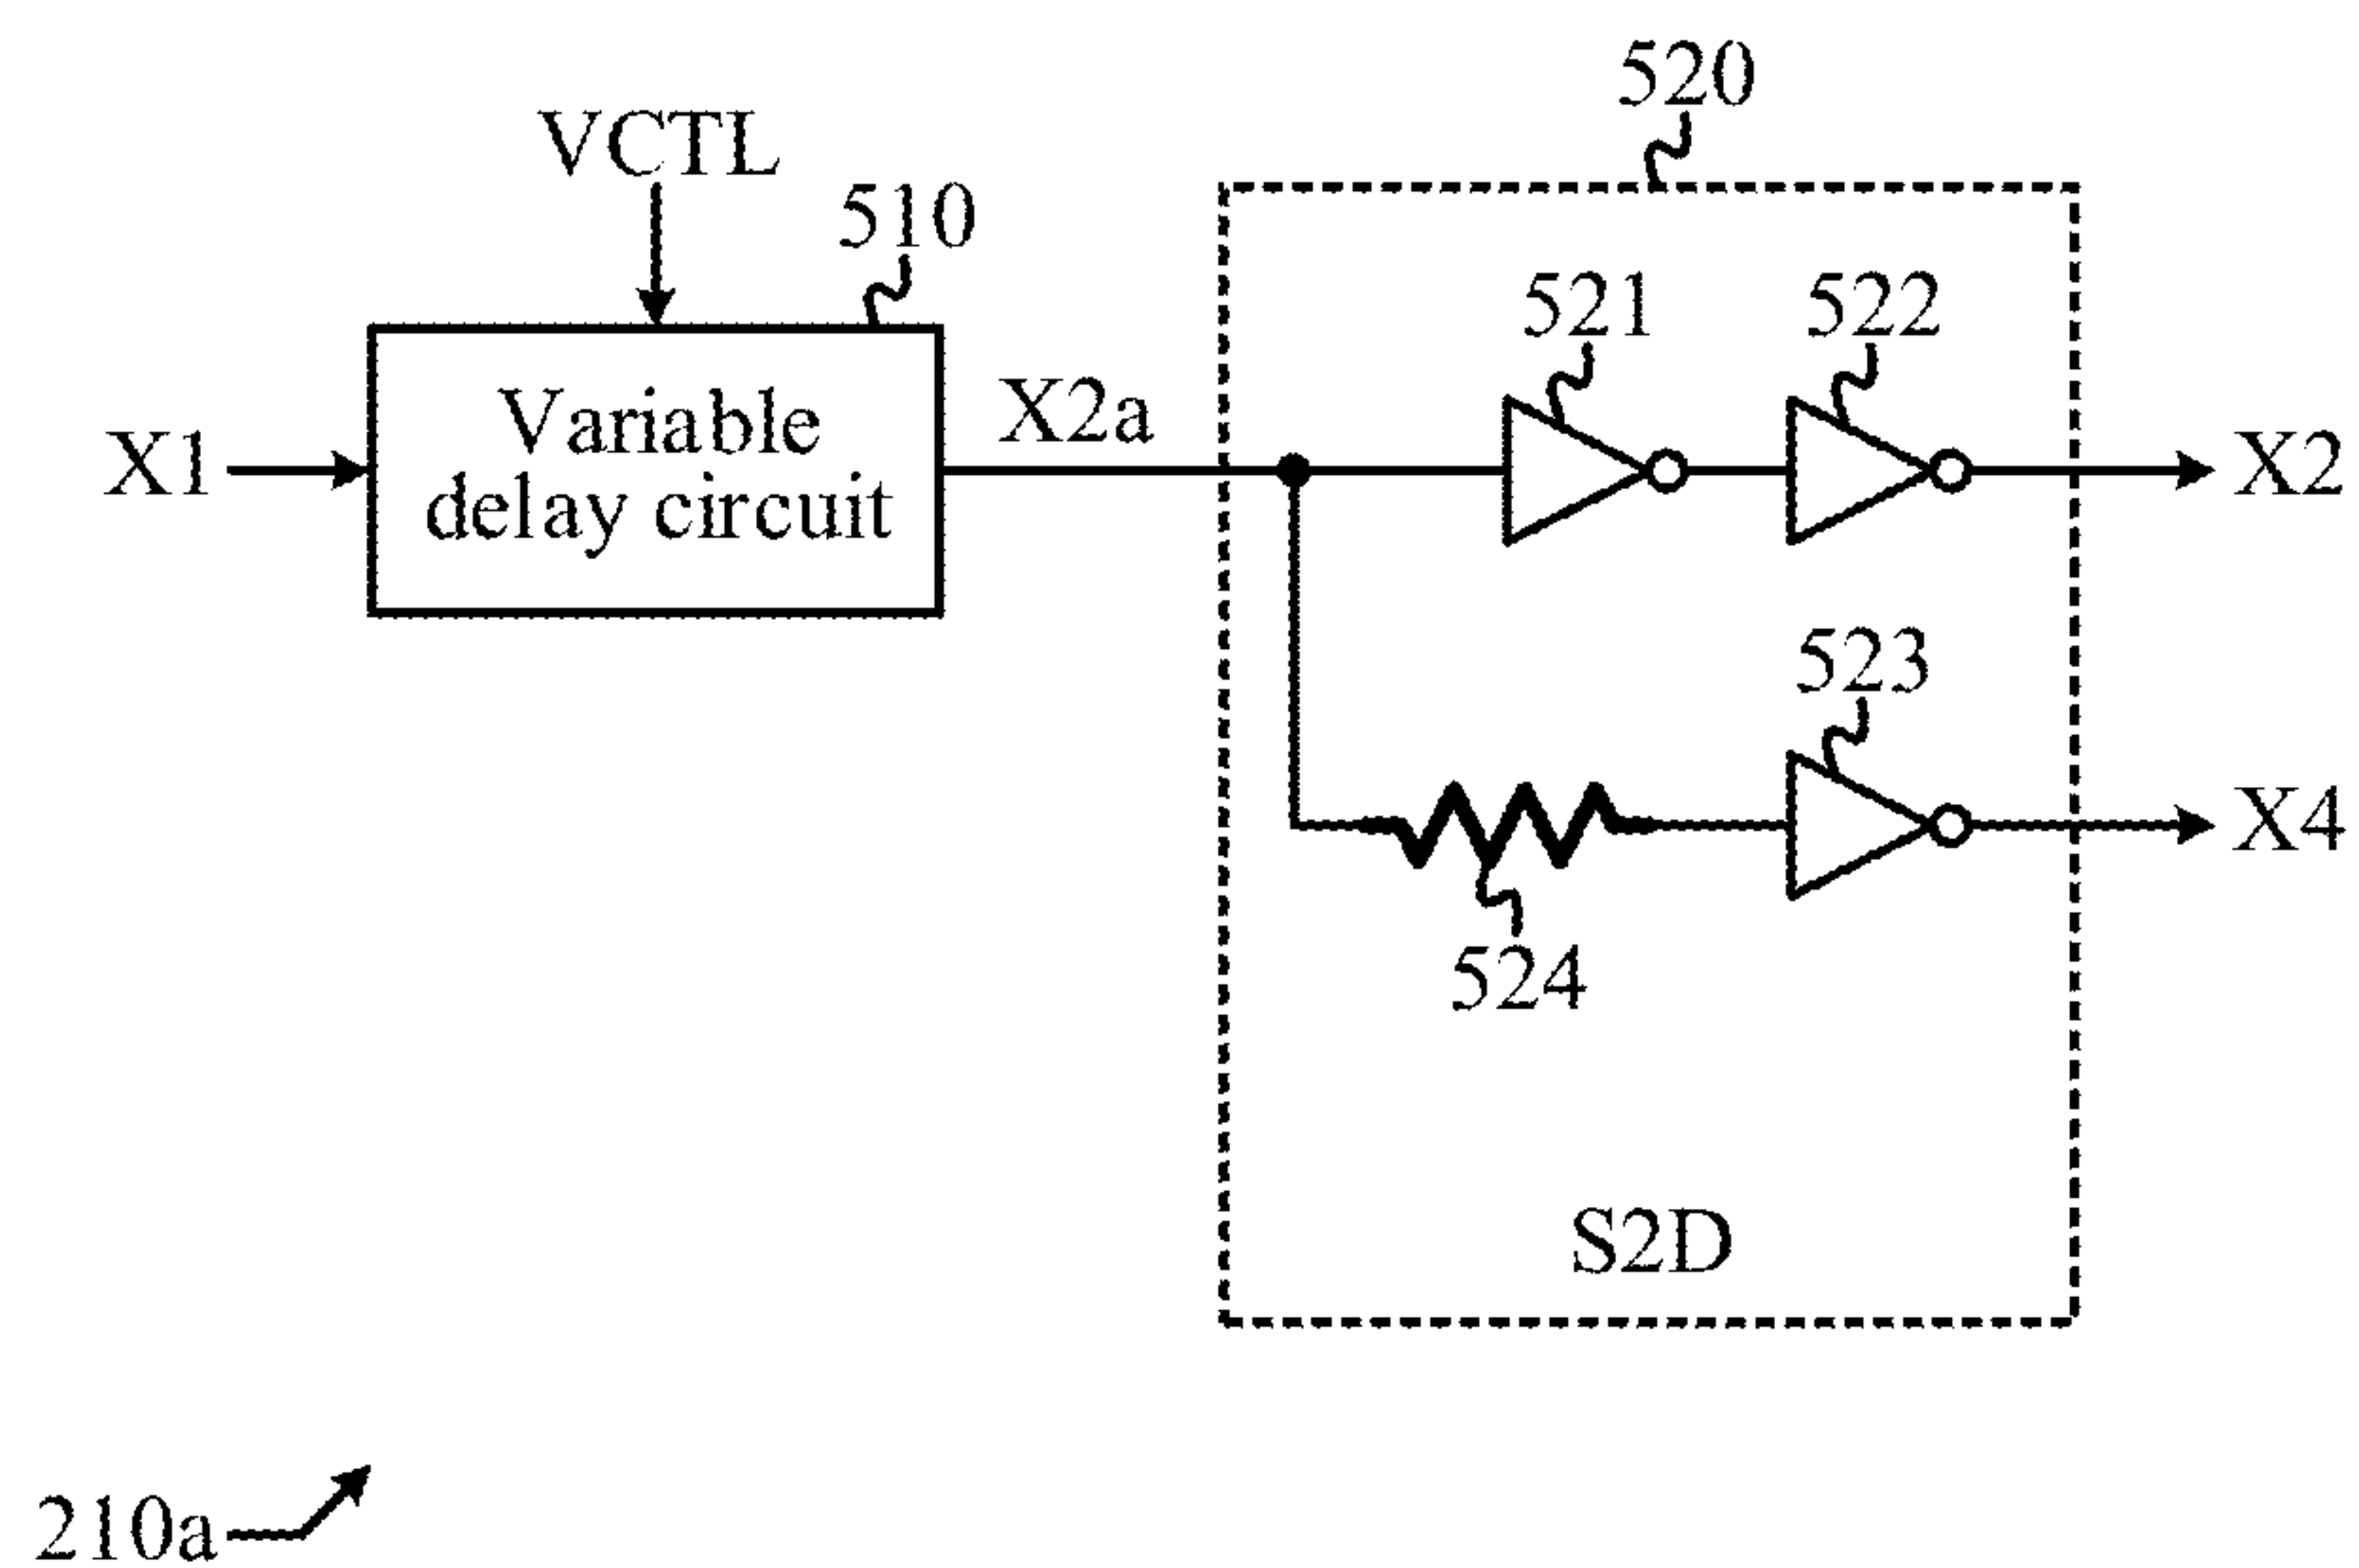 520
VCTL
510
521
522
X1
Variable
delay circuit
X2a
X2
523
X4
524
S2D
210a